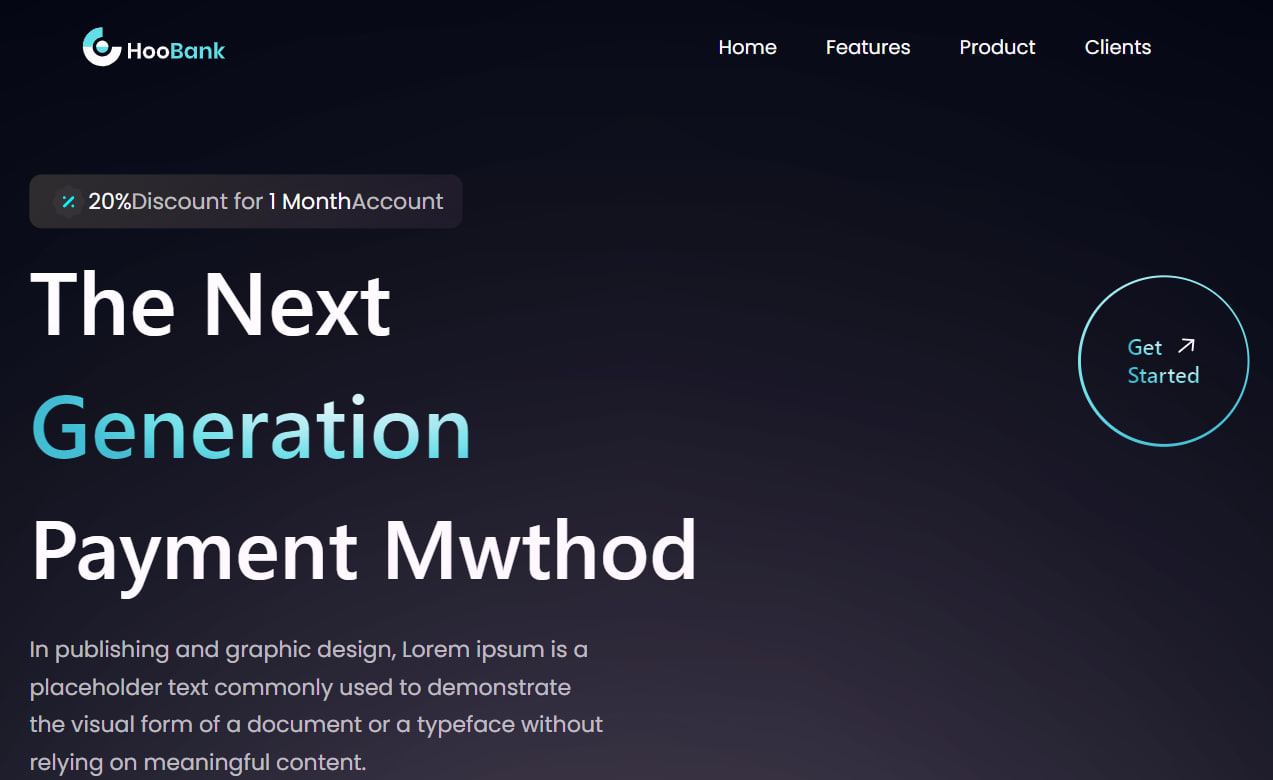 HooBank
Home Features Product Clients
20%Discount for 1 MonthAccount
The Next
Generation
Payment Mwthod
Get
Started
In publishing and graphic design, Lorem ipsum is a
placeholder text commonly used to demonstrate
the visual form of a document or a typeface without
relying on meaningful content.